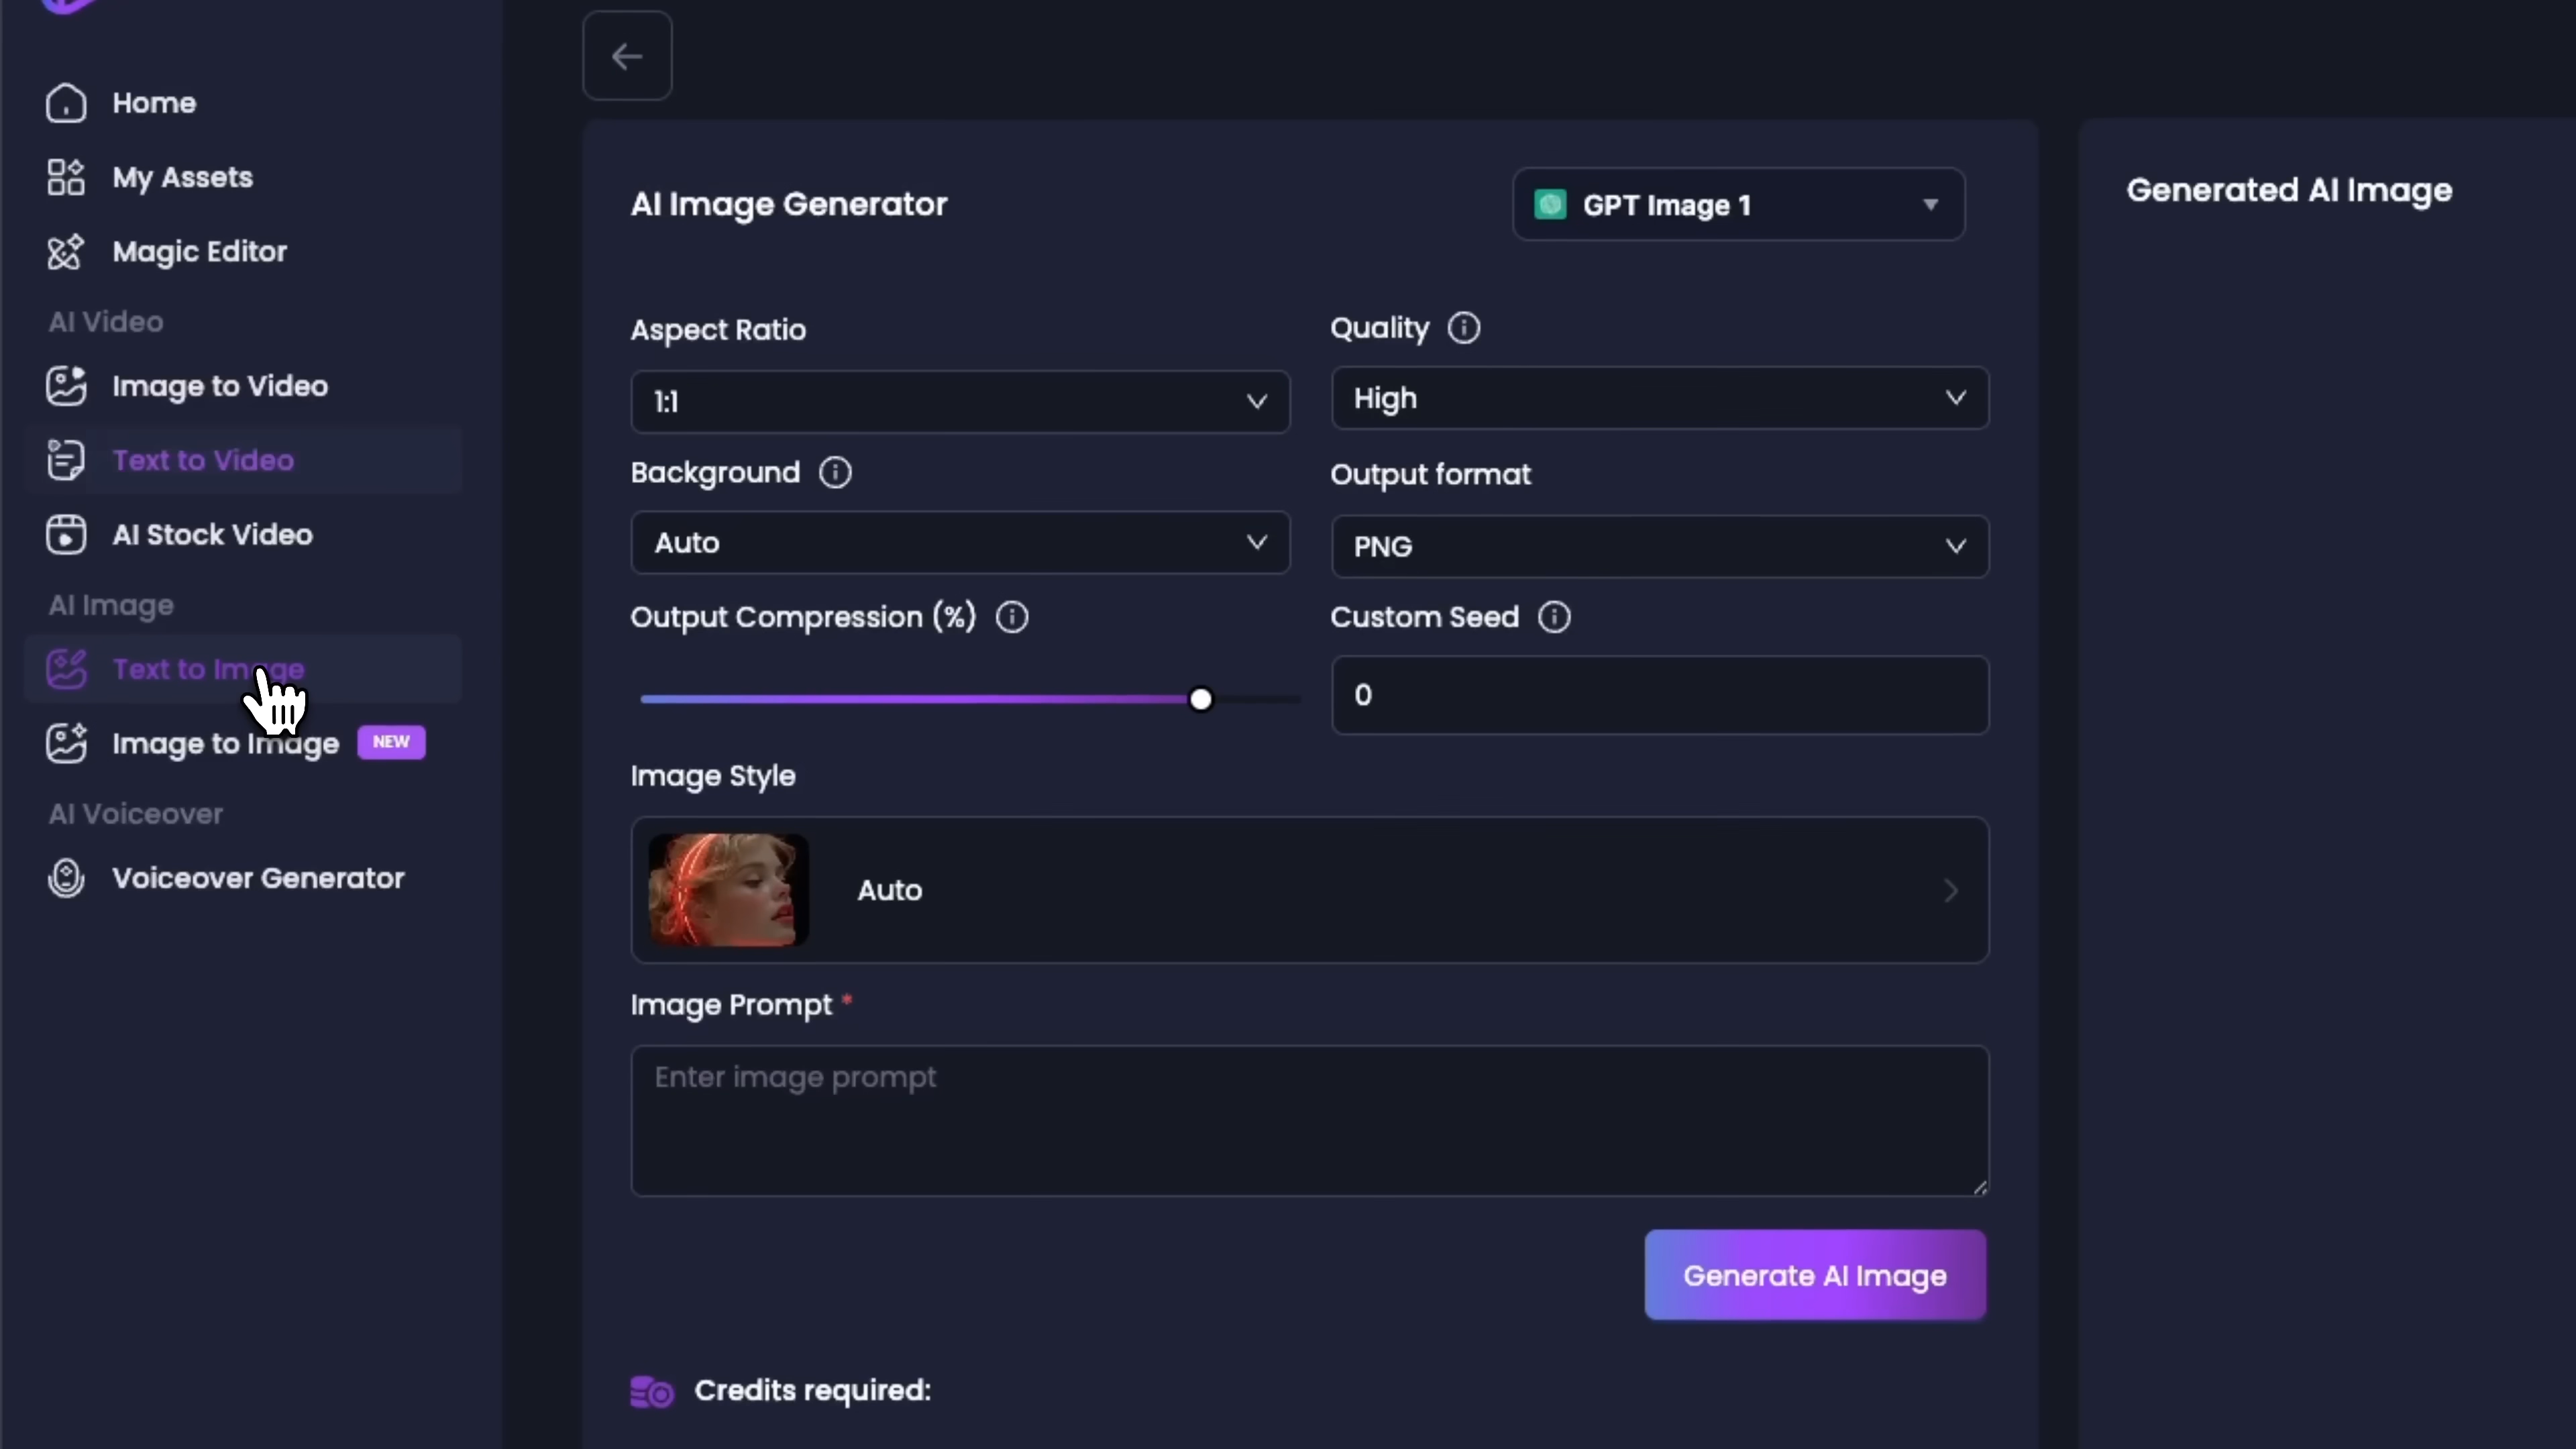 Home
My Assets
Magic Editor
AI Video
Image to Video
Text to Video
AI Stock Video
AI Image
Text to Image
Image to Image NEW
AI Voiceover
Voiceover Generator
AI Image Generator
GPT Image 1
Aspect Ratio
1:1
Quality
High
Background
Auto
Output format
PNG
Output Compression (%)
Custom Seed
0
Image Style
Auto
Image Prompt *
Enter image prompt
Generate AI Image
Credits required:
Generated AI Image